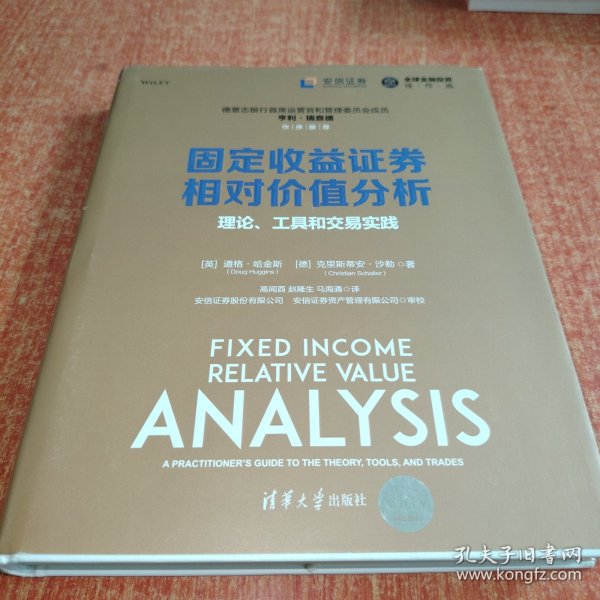 WILEY
安信证券
全球金融投资
佳作选
德意志银行首席运营官和管理委员会成员
亨利·瑞查德
作序推荐
固定收益证券
相对价值分析
理论、工具和交易实践
[英] 道格·哈金斯 [德] 克里斯蒂安·沙勒 ◇著
(Doug Huggins) (Christian Schaller)
高闻酉 赵隆生 马海涌◇译
安信证券股份有限公司 安信证券资产管理有限公司◇审校
FIXED INCOME
RELATIVE VALUE
ANALYSIS
A PRACTITIONER'S GUIDE TO THE THEORY, TOOLS, AND TRADES
清华大学出版社
孔夫子旧书网
www.kongfz.com